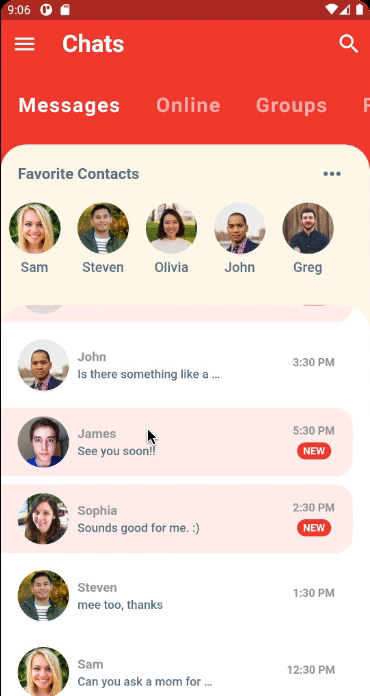 9:06
Chats
Messages Online Groups
Favorite Contacts
Sam Steven Olivia John Greg
John 3:30 PM
Is there something like a ...
James 5:30 PM
See you soon!! NEW
Sophia 2:30 PM
Sounds good for me. :) NEW
Steven 1:30 PM
mee too, thanks
Sam 12:30 PM
Can you ask a mom for ...